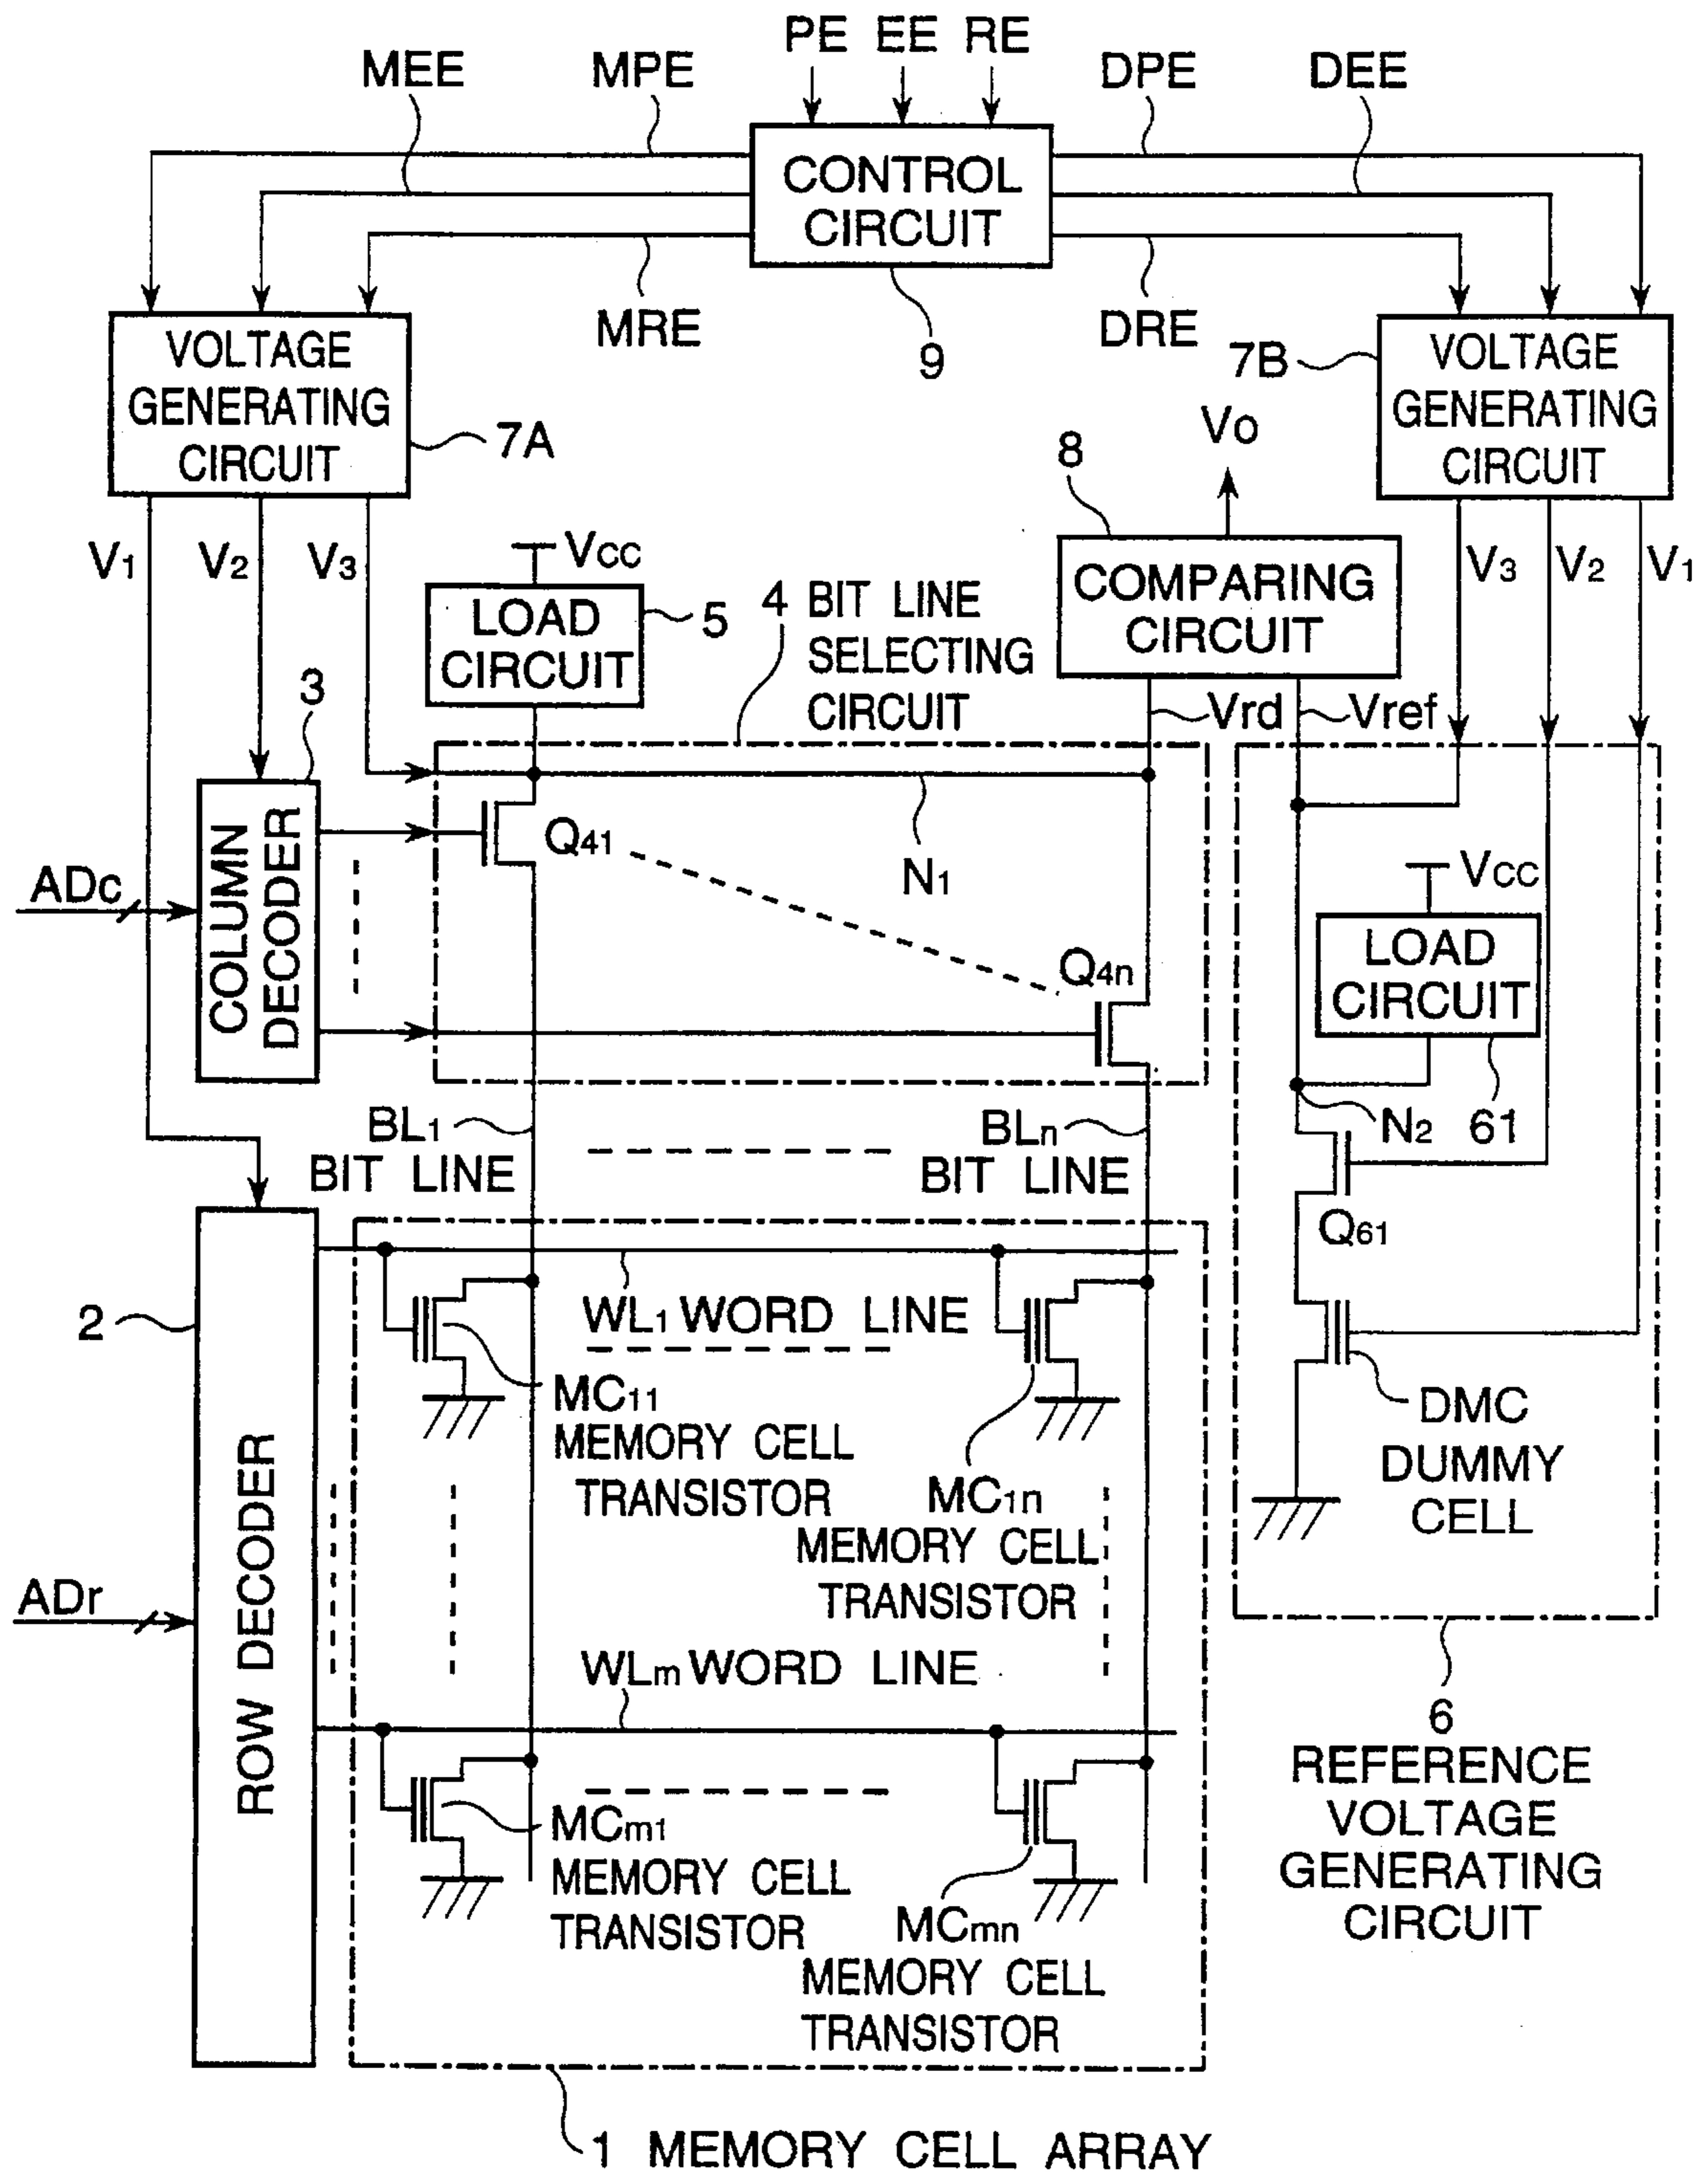 PE EE RE
MEE MPE DPE DEE
CONTROL
CIRCUIT
MRE 9 DRE
VOLTAGE
GENERATING
CIRCUIT
7A
7B
VOLTAGE
GENERATING
CIRCUIT
Vo
8
V1 V2 V3
VCC
LOAD
CIRCUIT
5
4 BIT LINE
SELECTING
CIRCUIT
COMPARING
CIRCUIT
V3 V2 V1
Vrd Vref
3
COLUMN
DECODER
ADc
Q41
N1
Q4n
VCC
LOAD
CIRCUIT
N2 61
BL1
BIT LINE
BLn
BIT LINE
Q61
2
ROW DECODER
ADr
WL1 WORD LINE
MC11
MEMORY CELL
TRANSISTOR
MC1n
MEMORY CELL
TRANSISTOR
DMC
DUMMY
CELL
WLm WORD LINE
MCm1
MEMORY CELL
TRANSISTOR
MCmn
MEMORY CELL
TRANSISTOR
6
REFERENCE
VOLTAGE
GENERATING
CIRCUIT
1 MEMORY CELL ARRAY